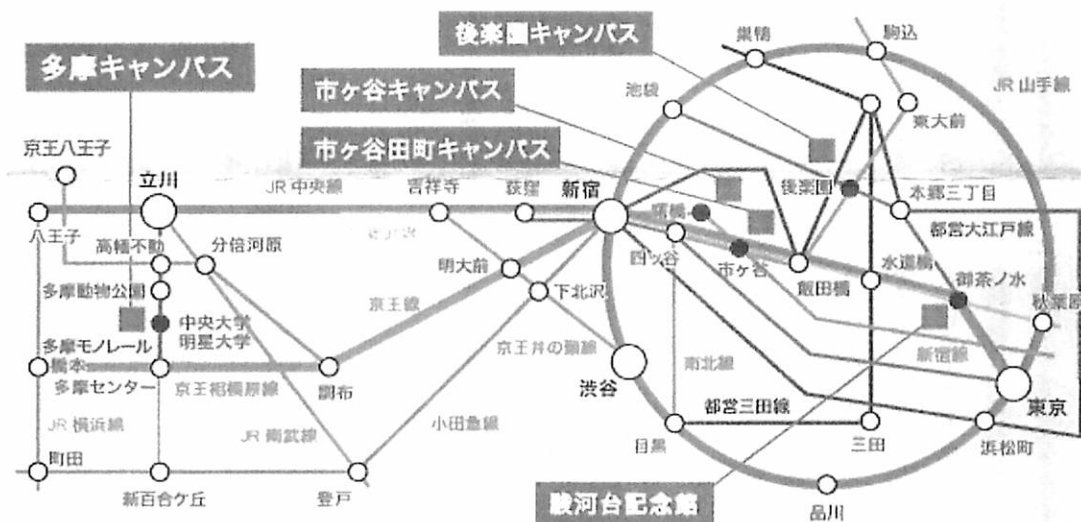 後楽園キャンパス
多摩キャンパス
市ヶ谷キャンパス
市ヶ谷田町キャンパス
巣鴨
駒込
JR 山手線
池袋
東大前
京王八王子
立川
JR 中央線
吉祥寺
荻窪
新宿
曙橋
後楽園
本郷三丁目
都営大江戸線
八王子
高幡不動
分倍河原
明大前
四ッ谷
市ヶ谷
飯田橋
水道橋
御茶ノ水
多摩動物公園
京王線
下北沢
秋葉原
中央大学
明星大学
多摩モノレール
橋本
多摩センター
京王相模原線
調布
京王井の頭線
渋谷
南北線
新宿線
東京
JR 横浜線
JR 南武線
小田急線
都営三田線
目黒
三田
浜松町
町田
新百合ケ丘
登戸
駿河台記念館
品川